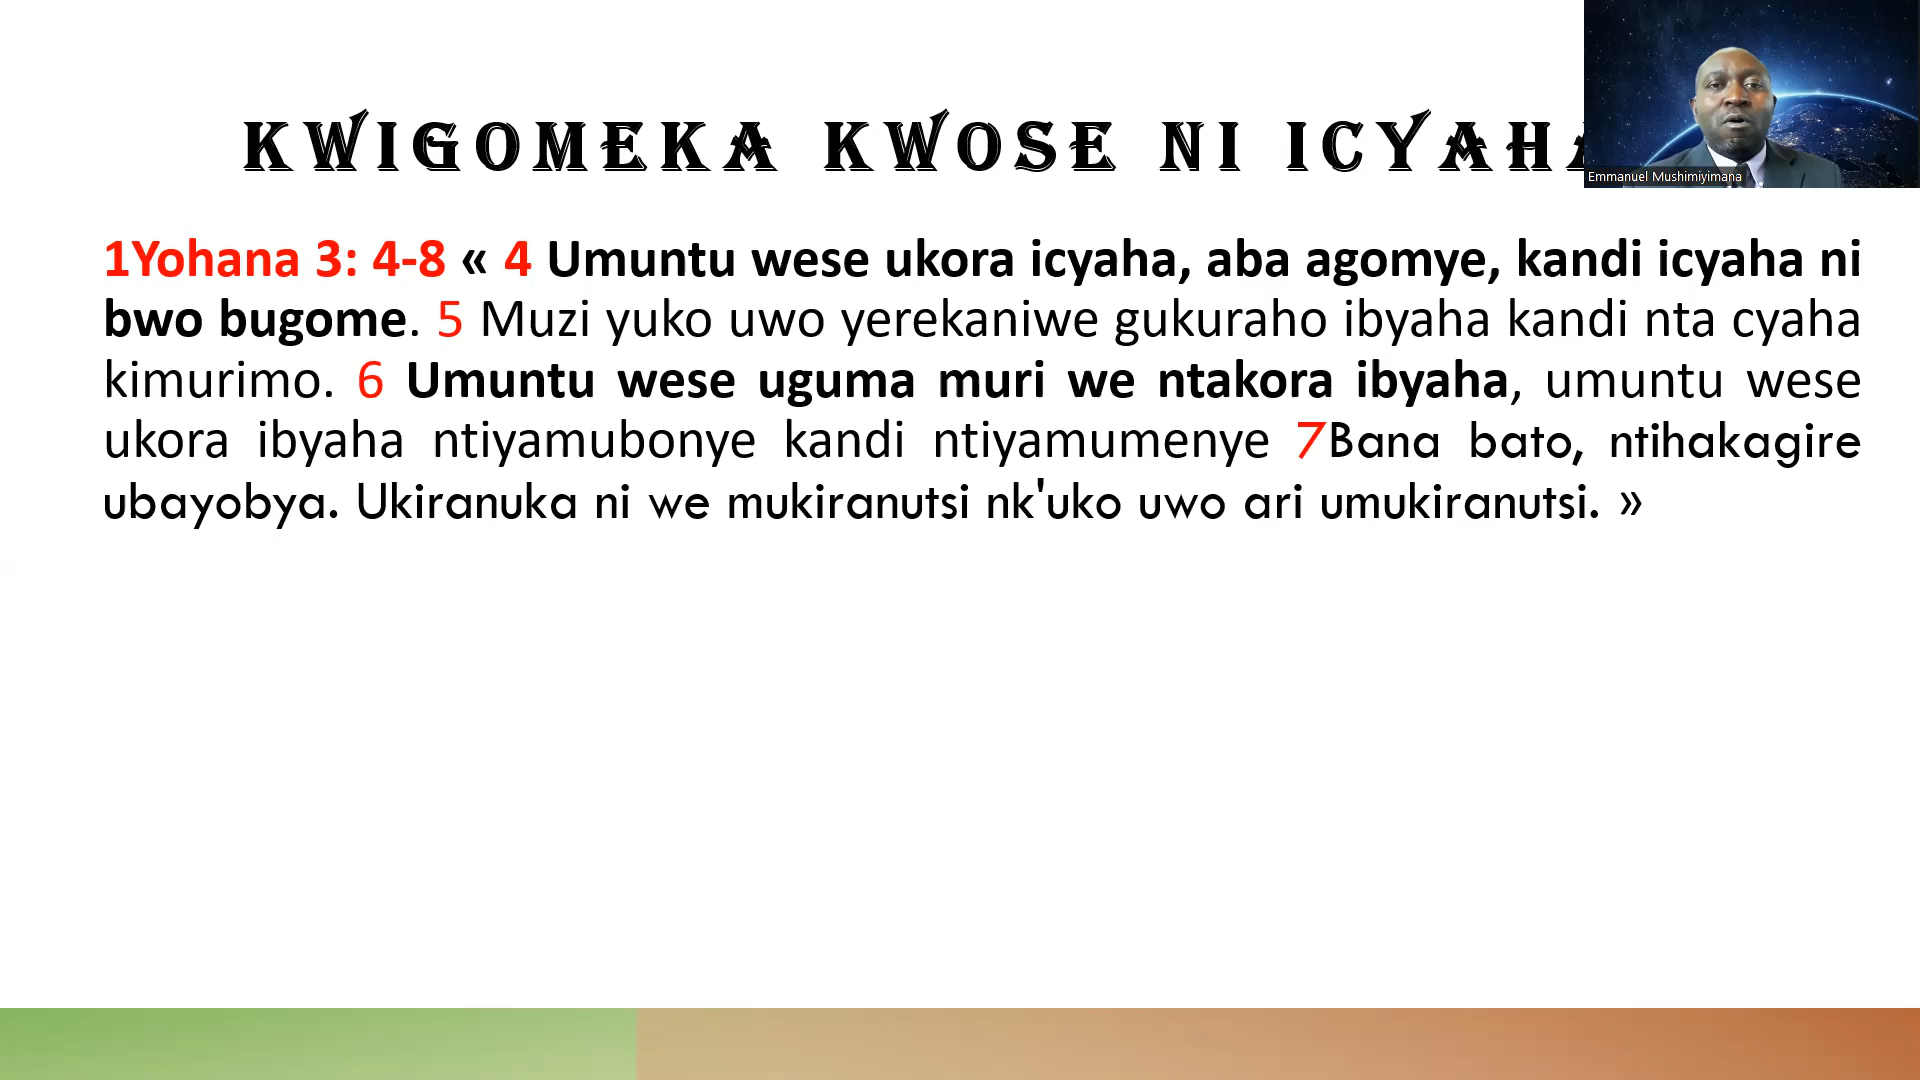 KWIGOMEKA KWOSE NI ICYAHA
Emmanuel Mushimiyimana
1Yohana 3: 4-8 « 4 Umuntu wese ukora icyaha, aba agomye, kandi icyaha ni
bwo bugome. 5 Muzi yuko uwo yerekaniwe gukuraho ibyaha kandi nta cyaha
kimurimo. 6 Umuntu wese uguma muri we ntakora ibyaha, umuntu wese
ukora ibyaha ntiyamubonye kandi ntiyamumenye 7Bana bato, ntihakagire
ubayobya. Ukiranuka ni we mukiranutsi nk'uko uwo ari umukiranutsi. »